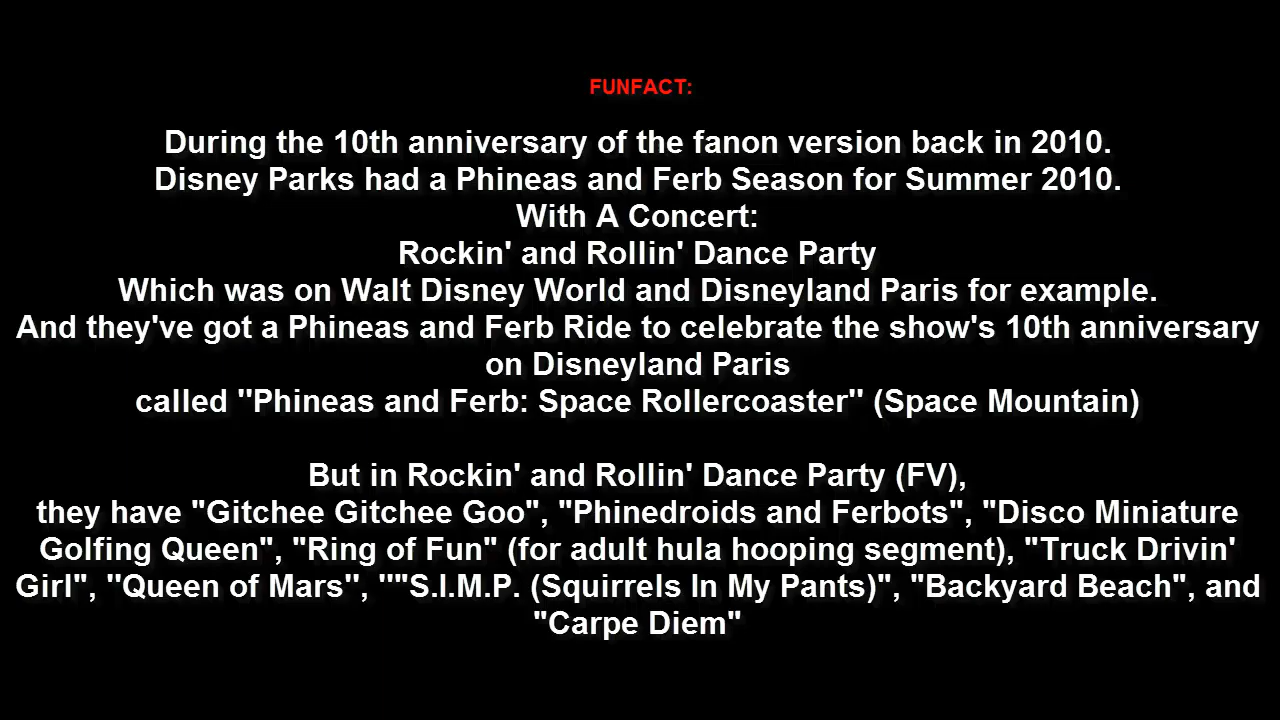 FUNFACT:
During the 10th anniversary of the fanon version back in 2010.
Disney Parks had a Phineas and Ferb Season for Summer 2010.
With A Concert:
Rockin' and Rollin' Dance Party
Which was on Walt Disney World and Disneyland Paris for example.
And they've got a Phineas and Ferb Ride to celebrate the show's 10th anniversary
on Disneyland Paris
called "Phineas and Ferb: Space Rollercoaster" (Space Mountain)
But in Rockin' and Rollin' Dance Party (FV),
they have "Gitchee Gitchee Goo", "Phinedroids and Ferbots", "Disco Miniature
Golfing Queen", "Ring of Fun" (for adult hula hooping segment), "Truck Drivin'
Girl", "Queen of Mars", '""S.I.M.P. (Squirrels In My Pants)", "Backyard Beach", and
"Carpe Diem"